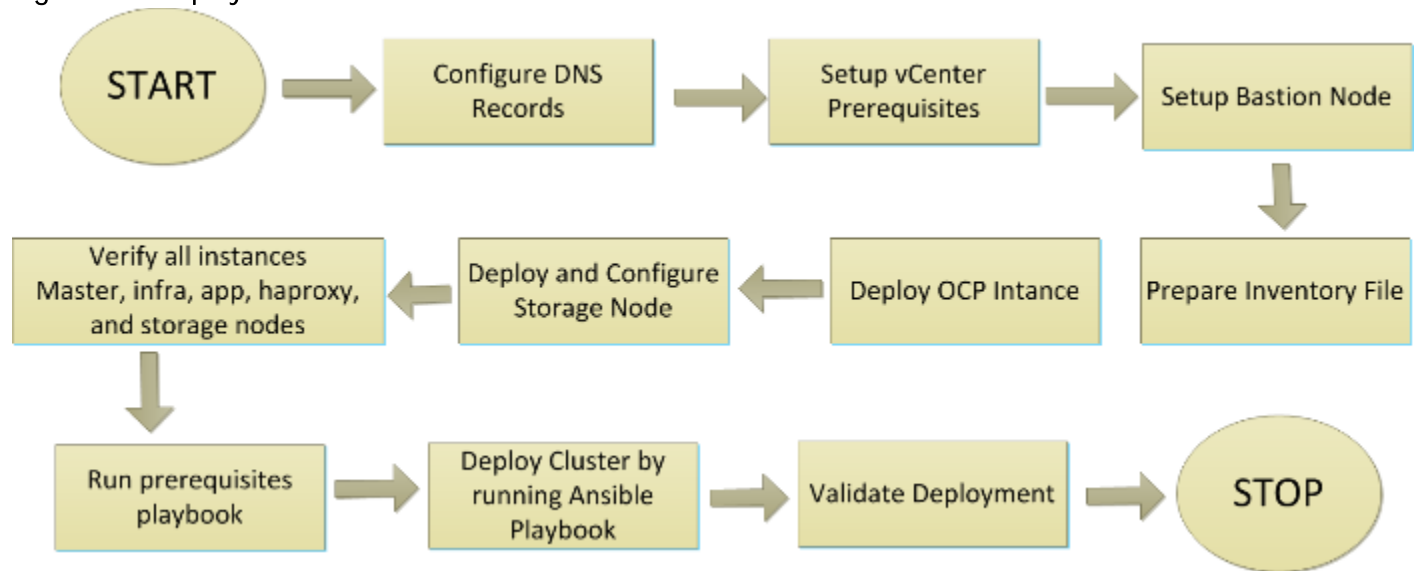 START
Configure DNS
Records
Setup vCenter
Prerequisites
Setup Bastion Node
Prepare Inventory File
Deploy OCP Intance
Deploy and Configure
Storage Node
Verify all instances
Master, infra, app, haproxy,
and storage nodes
Run prerequisites
playbook
Deploy Cluster by
running Ansible
Playbook
Validate Deployment
STOP